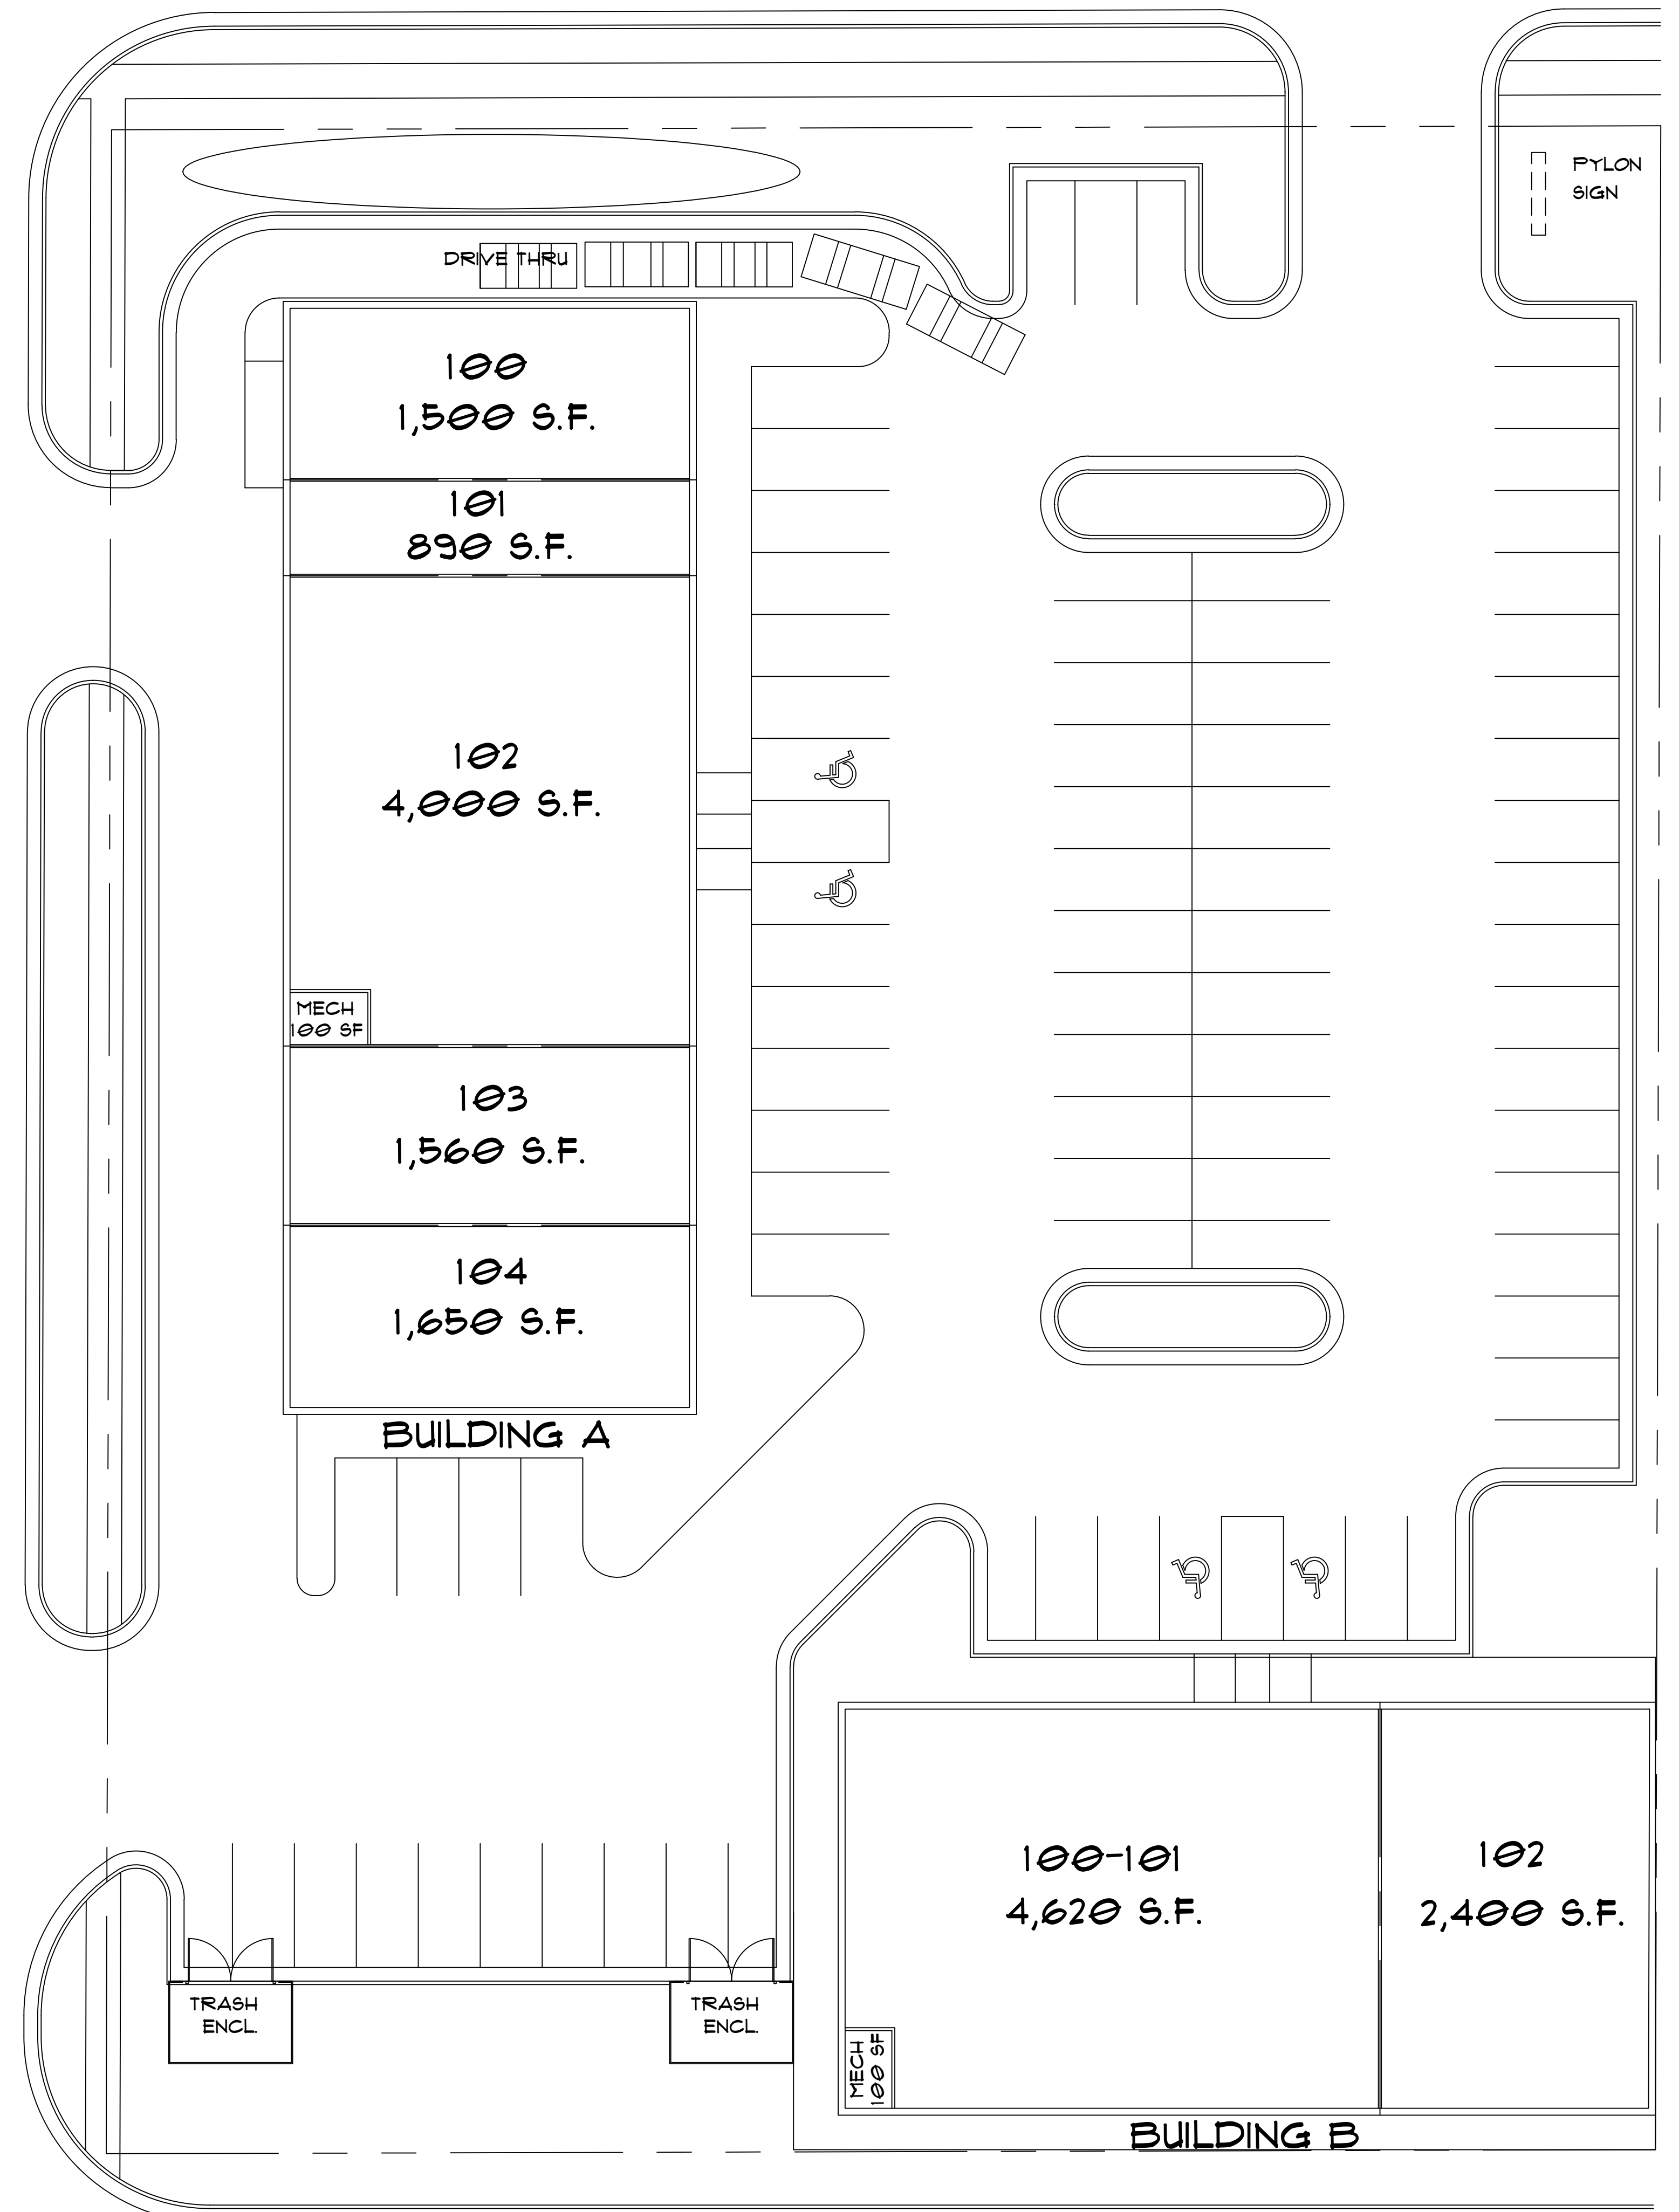 PYLON
SIGN
DRIVE THRU
100
1,500 S.F.
101
890 S.F.
102
4,000 S.F.
MECH
100 SF
103
1,560 S.F.
104
1,650 S.F.
BUILDING A
100-101
4,620 S.F.
102
2,400 S.F.
TRASH
ENCL.
TRASH
ENCL.
MECH
100 SF
BUILDING B